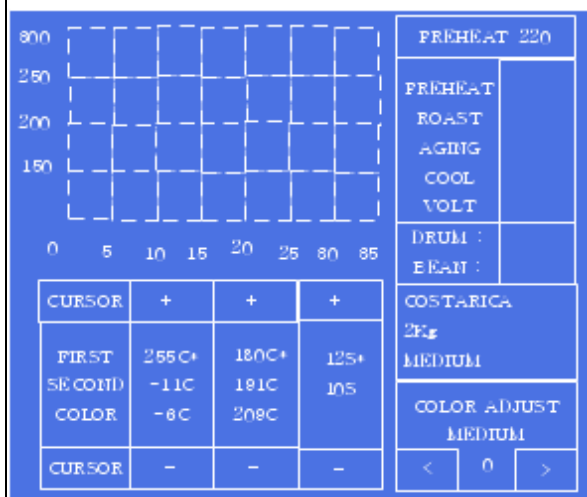 800
250
200
150
0 5 10 15 20 25 80 85
CURSOR + + +
FIRST 255C* 180C* 12S*
SECOND -11C 191C 10S
COLOR -6C 209C
CURSOR - - -
PREHEAT 220
PREHEAT
ROAST
AGING
COOL
VOLT
DRUM :
BEAN :
COSTARICA
2Kg
MEDIUM
COLOR ADJUST
MEDIUM
< 0 >